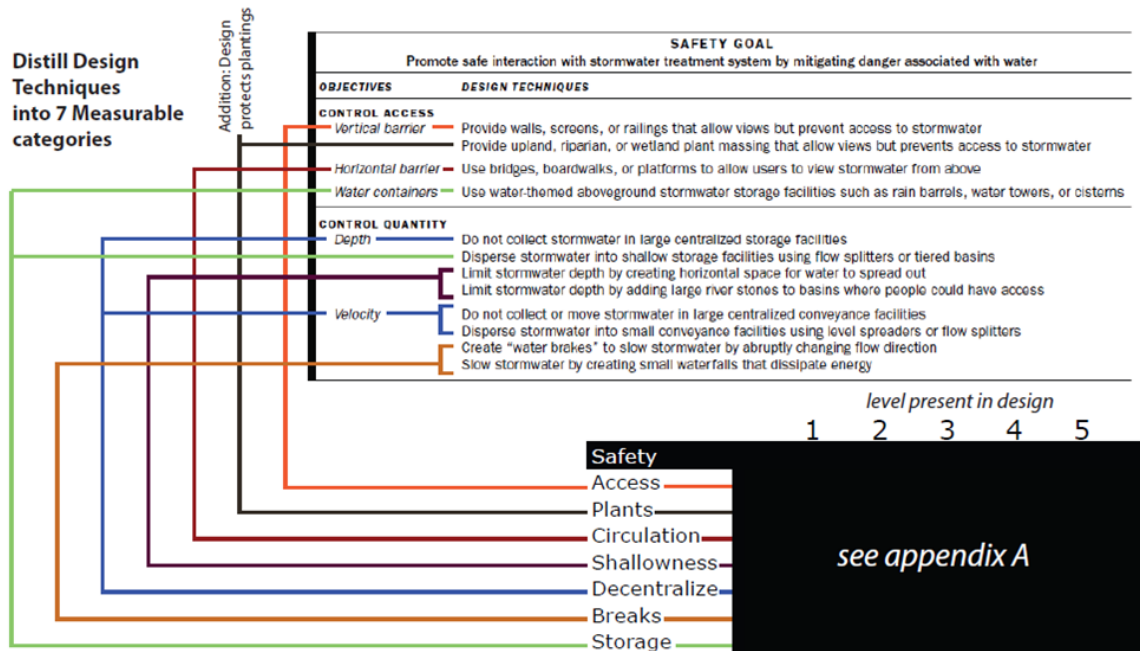 Distill Design
Techniques
into 7 Measurable
categories
Addition: Design
protects plantings
SAFETY GOAL
Promote safe interaction with stormwater treatment system by mitigating danger associated with water
OBJECTIVES DESIGN TECHNIQUES
CONTROL ACCESS
Vertical barrier Provide walls, screens, or railings that allow views but prevent access to stormwater
Provide upland, riparian, or wetland plant massing that allow views but prevents access to stormwater
Horizontal barrier Use bridges, boardwalks, or platforms to allow users to view stormwater from above
Water containers Use water-themed aboveground stormwater storage facilities such as rain barrels, water towers, or cisterns
CONTROL QUANTITY
Depth Do not collect stormwater in large centralized storage facilities
Disperse stormwater into shallow storage facilities using flow splitters or tiered basins
Limit stormwater depth by creating horizontal space for water to spread out
Limit stormwater depth by adding large river stones to basins where people could have access
Velocity Do not collect or move stormwater in large centralized conveyance facilities
Disperse stormwater into small conveyance facilities using level spreaders or flow splitters
Create “water brakes” to slow stormwater by abruptly changing flow direction
Slow stormwater by creating small waterfalls that dissipate energy
level present in design
1 2 3 4 5
Safety
Access
Plants
Circulation
Shallowness
Decentralize
Breaks
Storage
see appendix A